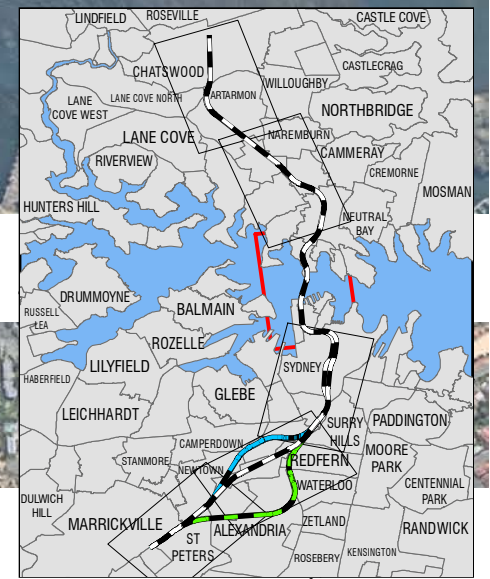 LINDFIELD
ROSEVILLE
CASTLE COVE
CHATSWOOD
CASTLECRAG
WILLOUGHBY
LANE
COVE WEST
LANE COVE NORTH
ARTARMON
NORTHBRIDGE
LANE COVE
NAREMBURN
RIVERVIEW
CAMMERAY
CREMORNE
MOSMAN
HUNTERS HILL
NEUTRAL
BAY
DRUMMOYNE
BALMAIN
RUSSELL
LEA
ROZELLE
LILYFIELD
SYDNEY
HABERFIELD
GLEBE
LEICHHARDT
SURRY
HILLS
PADDINGTON
CAMPERDOWN
STANMORE
NEWTOWN
REDFERN
MOORE
PARK
WATERLOO
CENTENNIAL
PARK
DULWICH
HILL
MARRICKVILLE
ALEXANDRIA
ZETLAND
RANDWICK
ST
PETERS
ROSEBERY
KENSINGTON